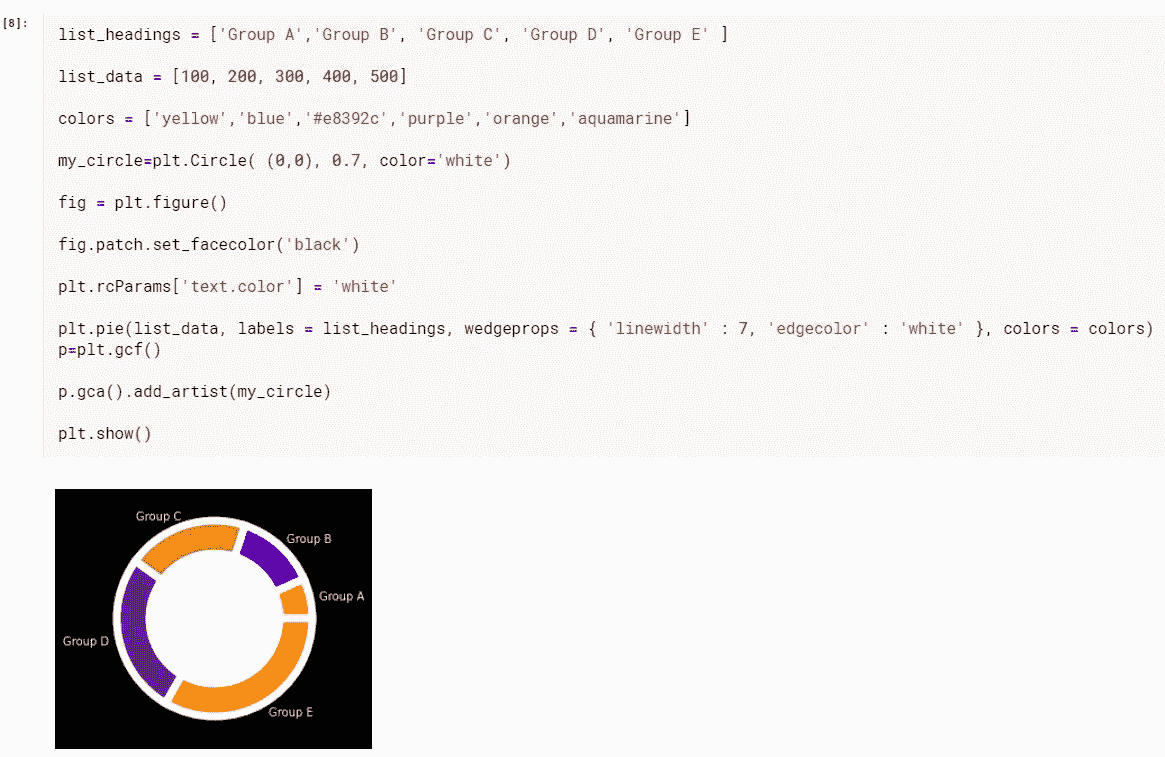 [8]:
list_headings = ['Group A','Group B', 'Group C', 'Group D', 'Group E' ]
list_data = [100, 200, 300, 400, 500]
colors = ['yellow','blue','#e8392c','purple','orange','aquamarine']
my_circle=plt.Circle( (0,0), 0.7, color='white')
fig = plt.figure()
fig.patch.set_facecolor('black')
plt.rcParams['text.color'] = 'white'
plt.pie(list_data, labels = list_headings, wedgeprops = { 'linewidth' : 7, 'edgecolor' : 'white' }, colors = colors)
p=plt.gcf()
p.gca().add_artist(my_circle)
plt.show()
Group C
Group B
Group A
Group D
Group E